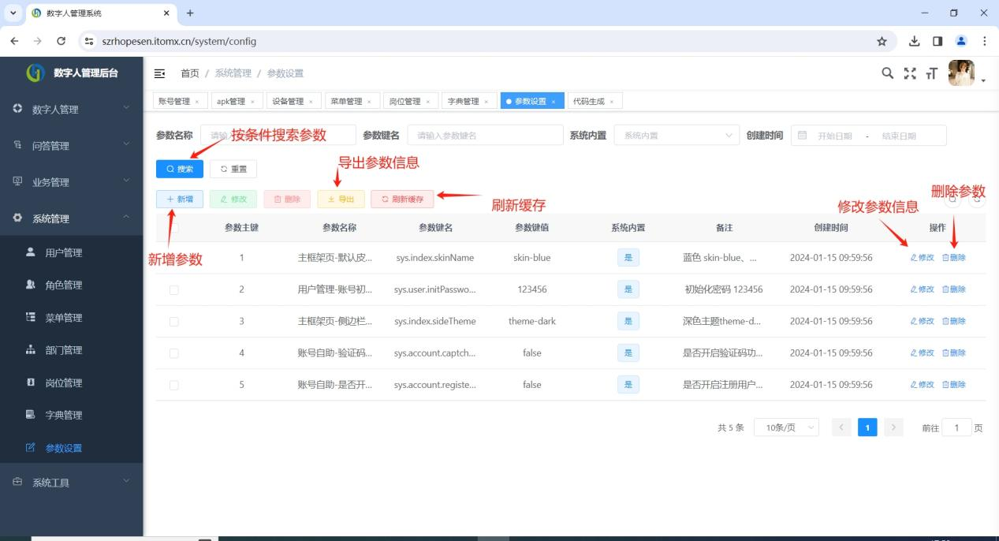 数字人管理系统
szrhopesen.itomx.cn/system/config
数字人管理后台
首页 / 系统管理 / 参数设置
账号管理 × apk管理 × 设备管理 × 菜单管理 × 岗位管理 × 字典管理 × 参数设置 × 代码生成 ×
数字人管理
问答管理
业务管理
系统管理
用户管理
角色管理
菜单管理
部门管理
岗位管理
字典管理
参数设置
系统工具
参数名称 请输 按条件搜索参数 参数键名 请输入参数键名 系统内置 系统内置 创建时间 开始日期 - 结束日期
搜索 重置
导出参数信息
新增 修改 删除 导出 刷新缓存
刷新缓存
修改参数信息
删除参数
新增参数
参数主键 参数名称 参数键名 参数键值 系统内置 备注 创建时间 操作
1 主框架页-默认皮... sys.index.skinName skin-blue 是 蓝色 skin-blue、... 2024-01-15 09:59:56 修改 删除
2 用户管理-账号初... sys.user.initPasswo... 123456 是 初始化密码 123456 2024-01-15 09:59:56 修改 删除
3 主框架页-侧边栏... sys.index.sideTheme theme-dark 是 深色主题theme-d... 2024-01-15 09:59:56 修改 删除
4 账号自助-验证码... sys.account.captch... false 是 是否开启验证码功... 2024-01-15 09:59:56 修改 删除
5 账号自助-是否开... sys.account.registe... false 是 是否开启注册用户... 2024-01-15 09:59:56 修改 删除
共 5 条 10条/页 1 前往 1 页